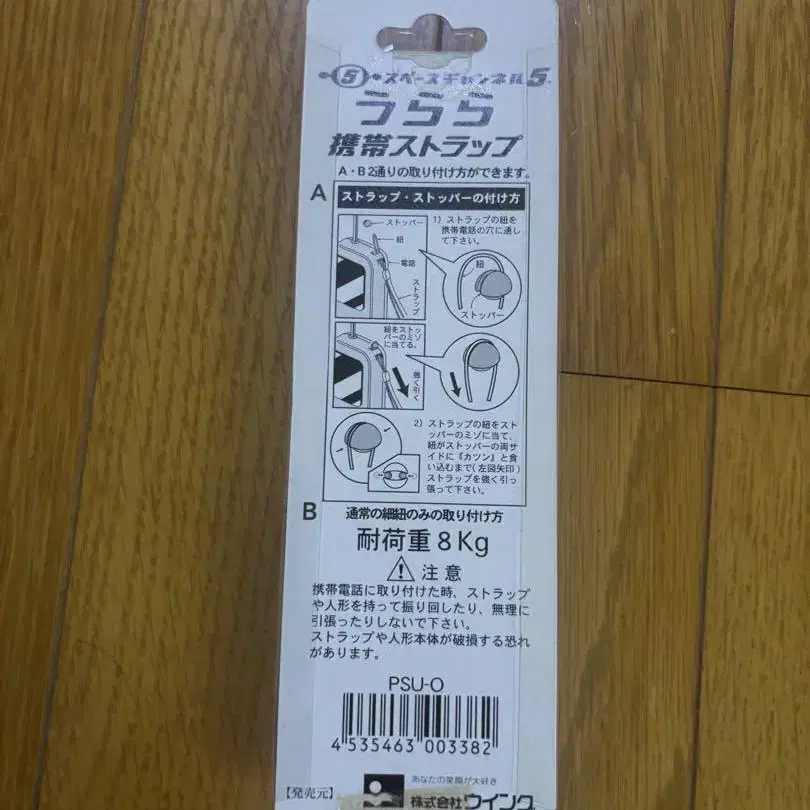 5 スペースチャンネル5
うらら
携帯ストラップ
A・B2通りの取り付け方ができます。
A ストラップ・ストッパーの付け方
ストッパー
紐
電話
ストラップ
1) ストラップの紐を
携帯電話の穴に通し
て下さい。
紐
ストッパー
紐をストッ
パーのミゾ
に当てる。
強く引く
2) ストラップの紐をスト
ッパーのミゾに当て、
紐がストッパーの両サ
イドに『カツン』と食
い込むまで(左図矢印)
ストラップを強く引っ
張って下さい。
B 通常の細紐のみの取り付け方
耐荷重8Kg
注意
携帯電話に取り付けた時、ストラップ
や人形を持って振り回したり、無理に
引張ったりしないで下さい。
ストラップや人形本体が破損する恐れ
があります。
PSU-O
4 535463 003382
あなたの笑顔が大好き
【発売元】 株式会社ウイング